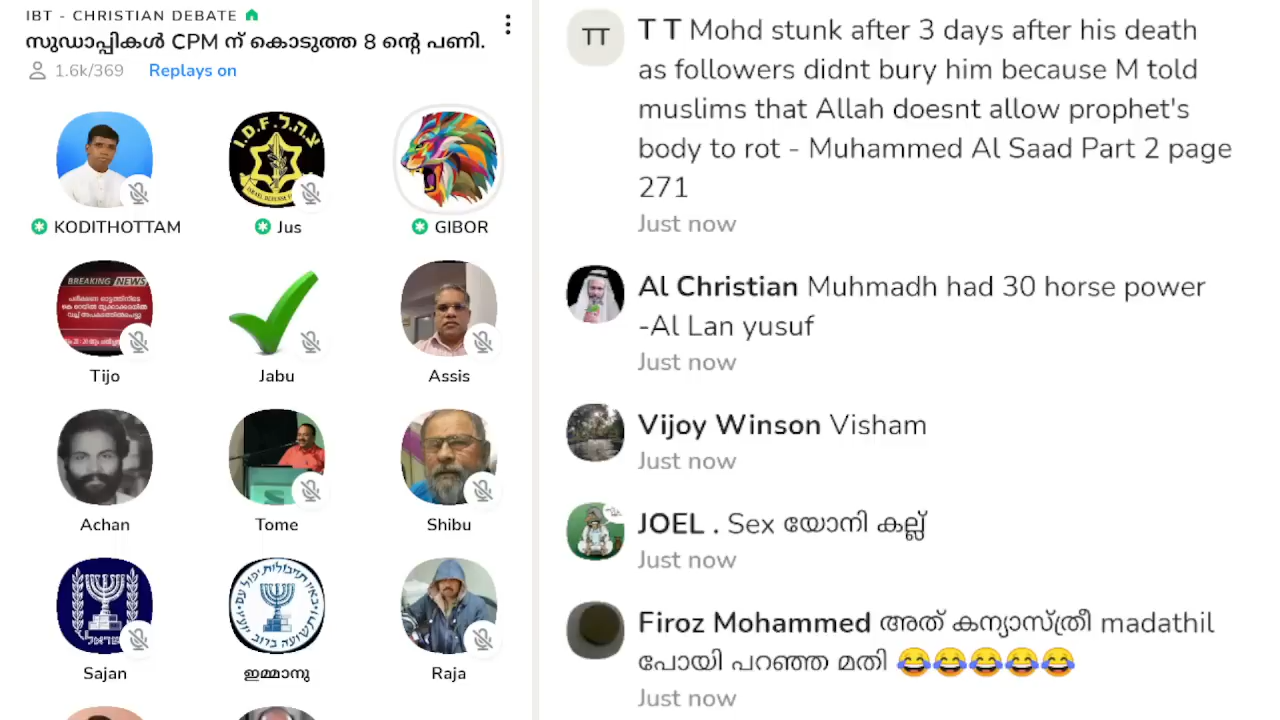 IBT - CHRISTIAN DEBATE
സുഡാപ്പികൾ CPM ന് കൊടുത്ത 8 ന്റെ പണി.
1.6k/369 Replays on
צ.ה.ל. I.D.F.
KODITHOTTAM
Jus
GIBOR
BREAKING NEWS
Tijo
Jabu
Assis
Achan
Tome
Shibu
Sajan
ഇമ്മാനു
Raja
TT
T T Mohd stunk after 3 days after his death
as followers didnt bury him because M told
muslims that Allah doesnt allow prophet's
body to rot - Muhammed Al Saad Part 2 page
271
Just now
Al Christian Muhmadh had 30 horse power
-Al Lan yusuf
Just now
Vijoy Winson Visham
Just now
JOEL . Sex യോനി കല്ല്
Just now
Firoz Mohammed അത് കന്യാസ്ത്രീ madathil
പോയി പറഞ്ഞ മതി 😂😂😂😂😂
Just now